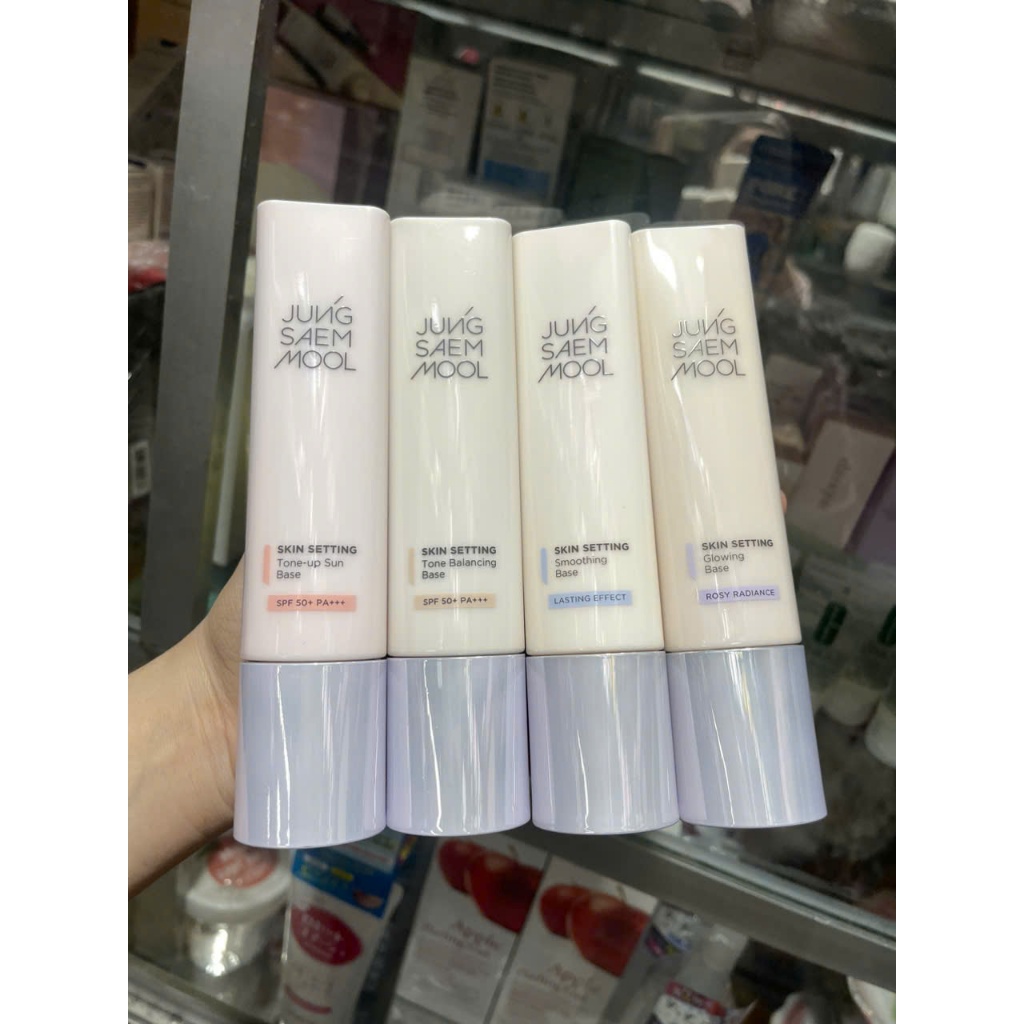 JUNG
SAEM
MOOL
SKIN SETTING
Tone-up Sun
Base
SPF 50+ PA+++
JUNG
SAEM
MOOL
SKIN SETTING
Tone Balancing
Base
SPF 50+ PA+++
JUNG
SAEM
MOOL
SKIN SETTING
Smoothing
Base
LASTING EFFECT
JUNG
SAEM
MOOL
SKIN SETTING
Glowing
Base
ROSY RADIANCE
Apple
Apple